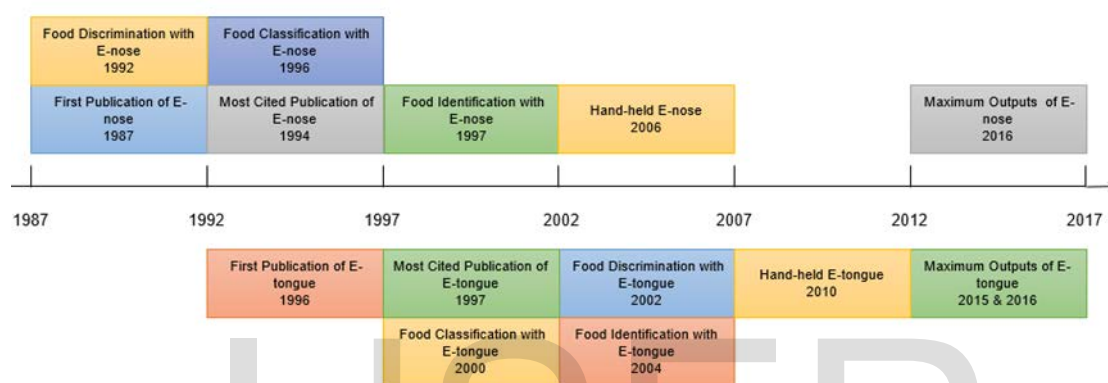 Food Discrimination with
E-nose
1992
Food Classification with
E-nose
1996
First Publication of E-
nose
1987
Most Cited Publication of
E-nose
1994
Food Identification with
E-nose
1997
Hand-held E-nose
2006
Maximum Outputs of E-
nose
2016
1987
1992
1997
2002
2007
2012
2017
First Publication of E-
tongue
1996
Most Cited Publication of
E-tongue
1997
Food Discrimination with
E-tongue
2002
Hand-held E-tongue
2010
Maximum Outputs of E-
tongue
2015 & 2016
Food Classification with
E-tongue
2000
Food Identification with
E-tongue
2004